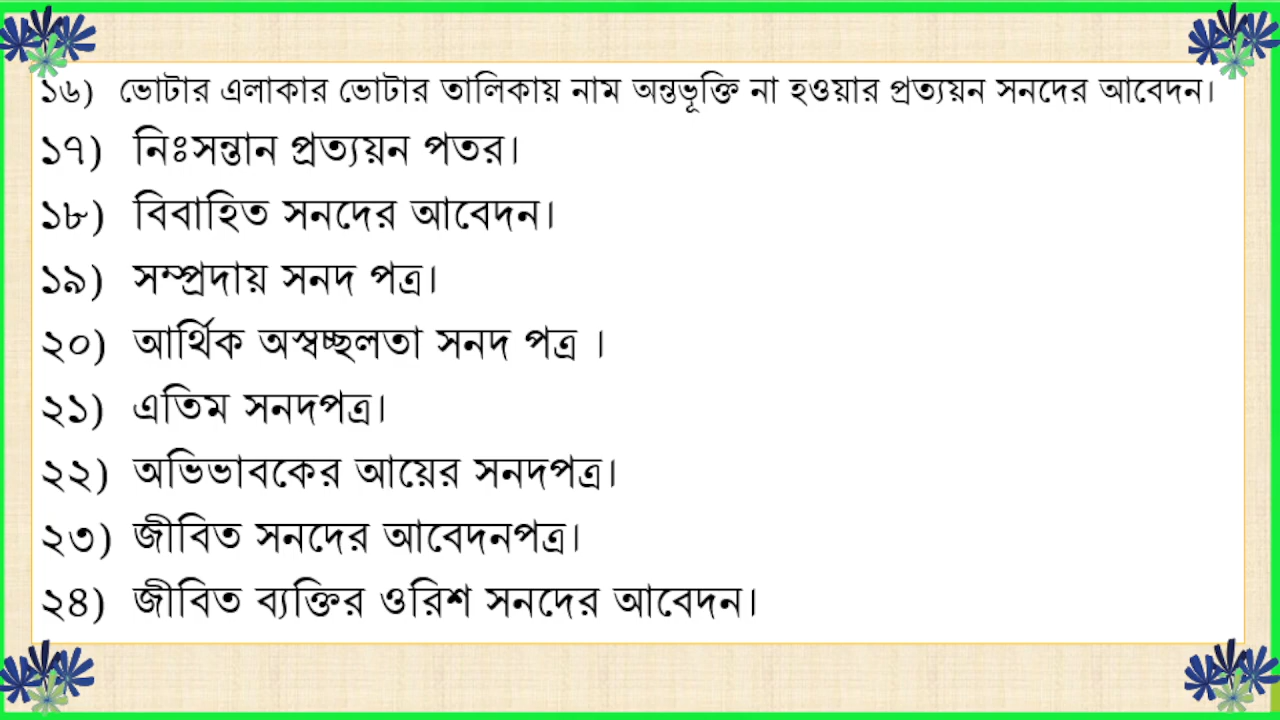 ১৬) ভোটার এলাকার ভোটার তালিকায় নাম অন্তভূক্তি না হওয়ার প্রত্যয়ন সনদের আবেদন।
১৭) নিঃসন্তান প্রত্যয়ন পতর।
১৮) বিবাহিত সনদের আবেদন।
১৯) সম্প্রদায় সনদ পত্র।
২০) আর্থিক অস্বচ্ছলতা সনদ পত্র ।
২১) এতিম সনদপত্র।
২২) অভিভাবকের আয়ের সনদপত্র।
২৩) জীবিত সনদের আবেদনপত্র।
২৪) জীবিত ব্যক্তির ওরিশ সনদের আবেদন।